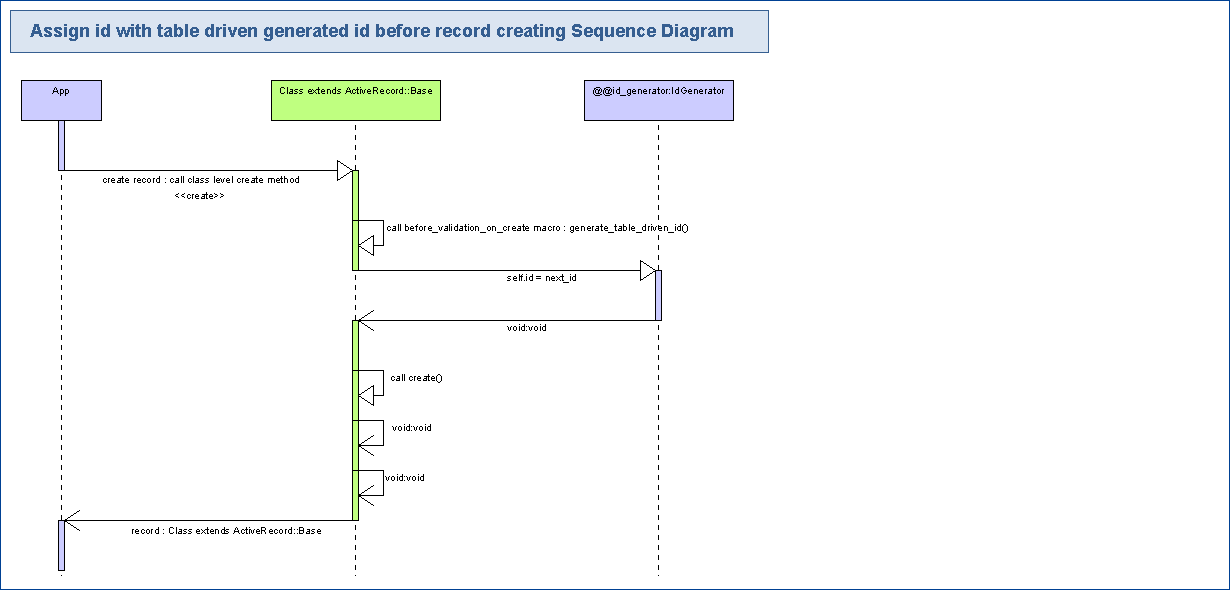 Assign id with table driven generated id before record creating Sequence Diagram
App
Class extends ActiveRecord::Base
@@id_generator:IdGenerator
create record : call class level create method
<<create>>
call before_validation_on_create macro : generate_table_driven_id()
self.id = next_id
void:void
call create()
void:void
void:void
record : Class extends ActiveRecord::Base